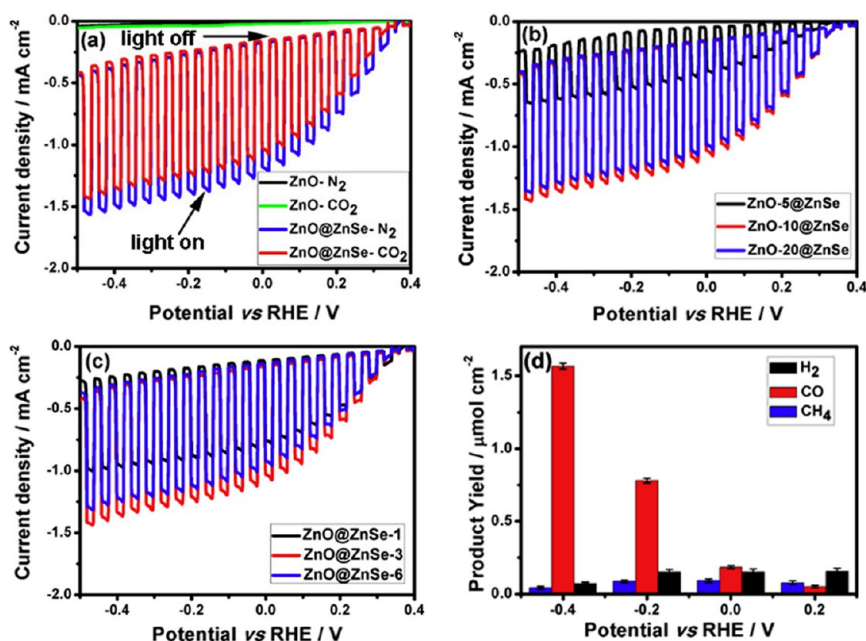 (a)
light off
light on
ZnO- N2
ZnO- CO2
ZnO@ZnSe- N2
ZnO@ZnSe- CO2
0.0
-0.5
-1.0
-1.5
-2.0
-0.4 -0.2 0.0 0.2 0.4
Current density / mA cm-2
Potential vs RHE / V
(b)
ZnO-5@ZnSe
ZnO-10@ZnSe
ZnO-20@ZnSe
0.0
-0.5
-1.0
-1.5
-2.0
-0.4 -0.2 0.0 0.2 0.4
Current density / mA cm-2
Potential vs RHE / V
(c)
ZnO@ZnSe-1
ZnO@ZnSe-3
ZnO@ZnSe-6
0.0
-0.5
-1.0
-1.5
-2.0
-0.4 -0.2 0.0 0.2 0.4
Current density / mA cm-2
Potential vs RHE / V
(d)
H2
CO
CH4
1.5
1.0
0.5
0.0
-0.4 -0.2 0.0 0.2
Product Yield / μmol cm-2
Potential vs RHE / V